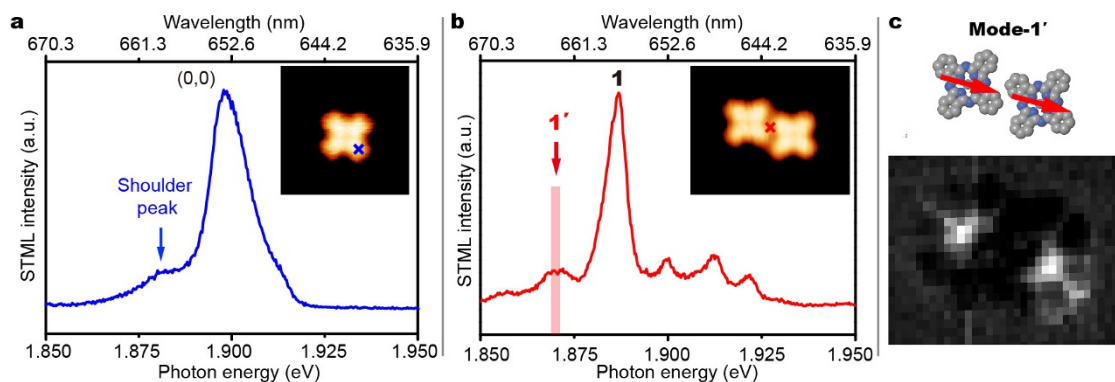 a
Wavelength (nm)
670.3 661.3 652.6 644.2 635.9
(0,0)
Shoulder
peak
STML intensity (a.u.)
1.850 1.875 1.900 1.925 1.950
Photon energy (eV)
b
Wavelength (nm)
670.3 661.3 652.6 644.2 635.9
1
1′
STML intensity (a.u.)
1.850 1.875 1.900 1.925 1.950
Photon energy (eV)
c
Mode-1′